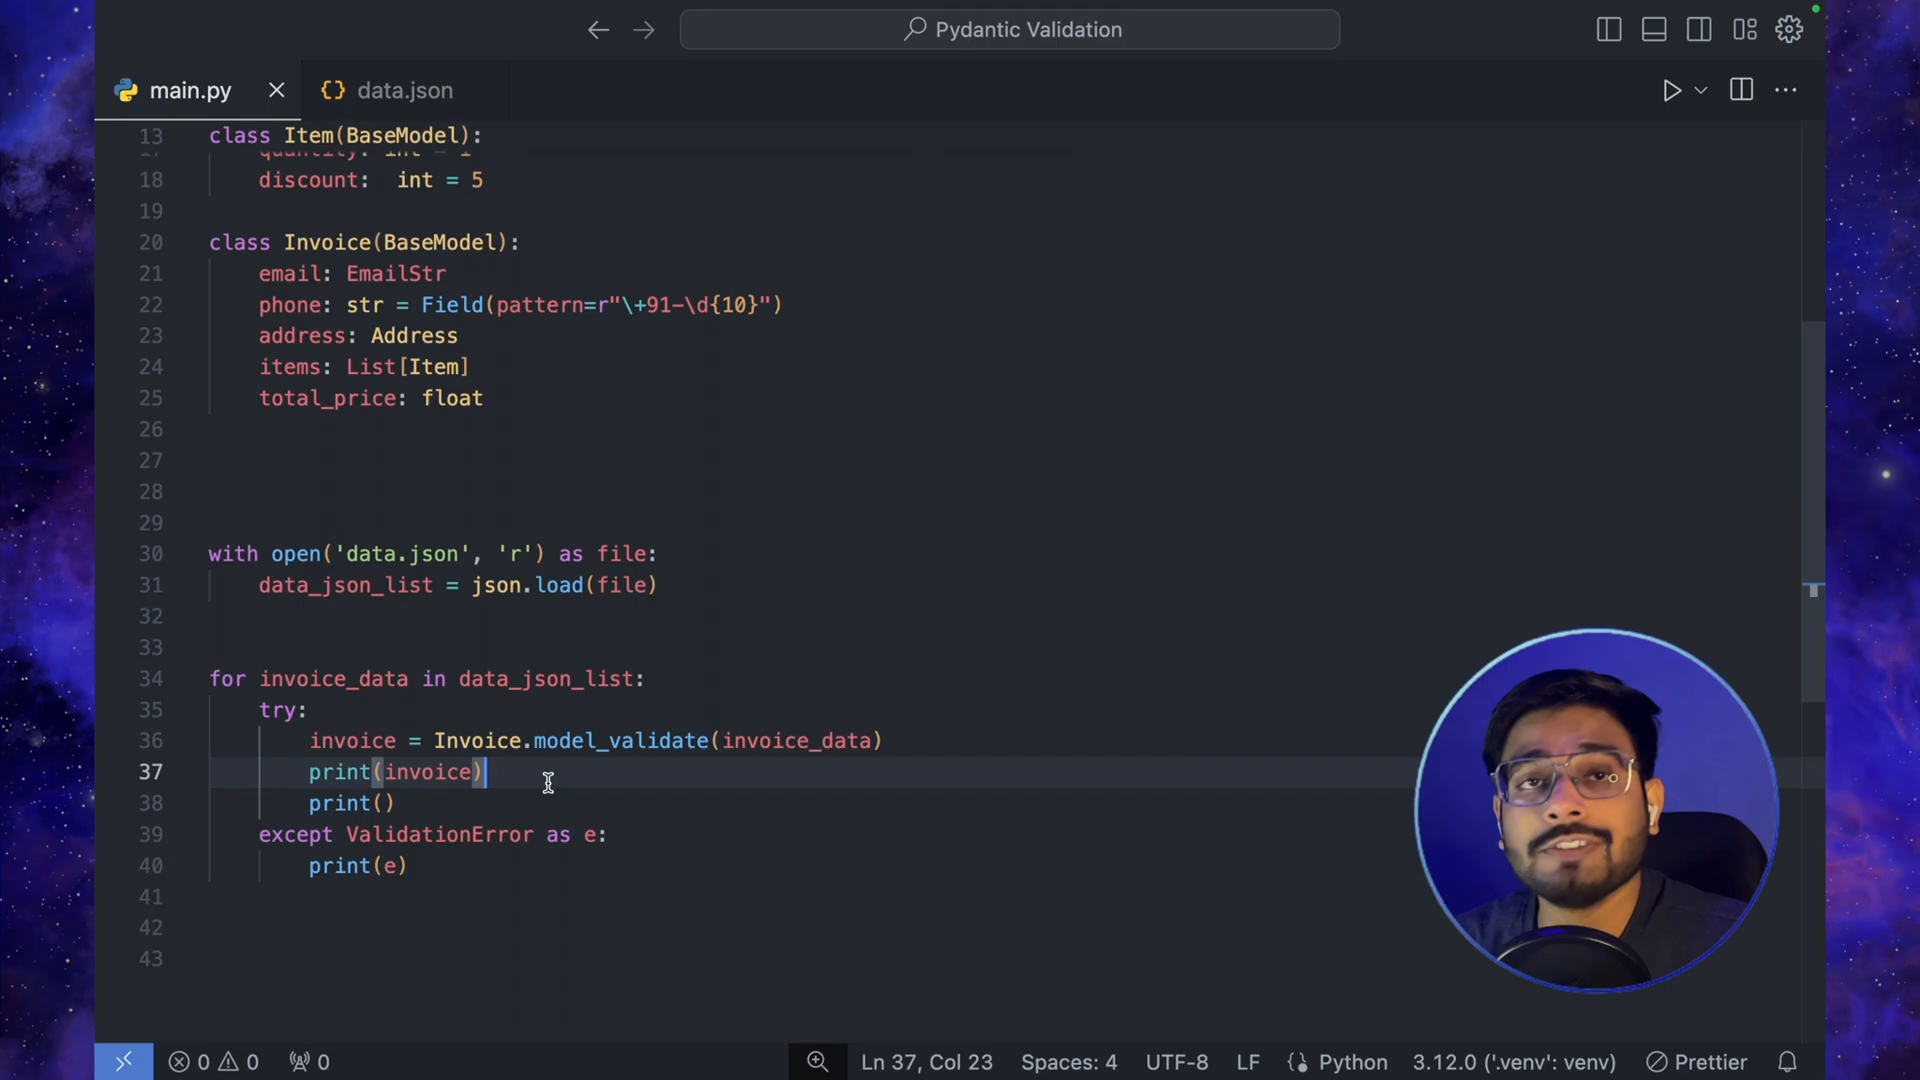 Pydantic Validation
main.py
data.json
13 class Item(BaseModel):
17 quantity: int = 1
18 discount:  int = 5
19
20 class Invoice(BaseModel):
21 email: EmailStr
22 phone: str = Field(pattern=r"\+91-\d{10}")
23 address: Address
24 items: List[Item]
25 total_price: float
26
27
28
29
30 with open('data.json', 'r') as file:
31 data_json_list = json.load(file)
32
33
34 for invoice_data in data_json_list:
35 try:
36 invoice = Invoice.model_validate(invoice_data)
37 print(invoice)
38 print()
39 except ValidationError as e:
40 print(e)
41
42
43
0 0 0 Ln 37, Col 23 Spaces: 4 UTF-8 LF {} Python 3.12.0 ('.venv': venv) Prettier